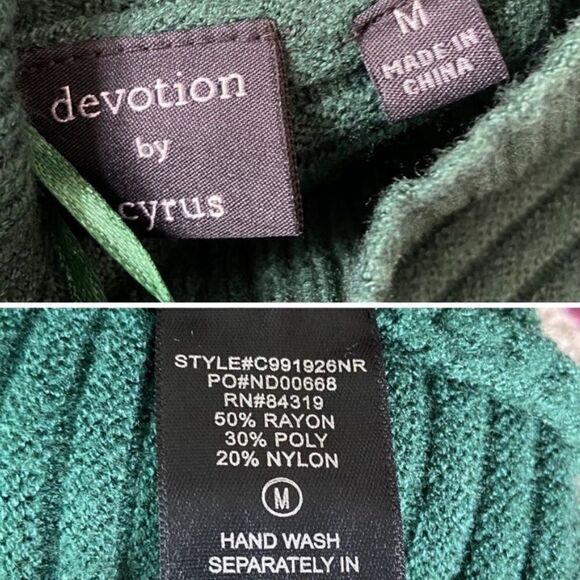 devotion
by
cyrus
M
MADE IN
CHINA
STYLE#C991926NR
PO#ND00668
RN#84319
50% RAYON
30% POLY
20% NYLON
M
HAND WASH
SEPARATELY IN